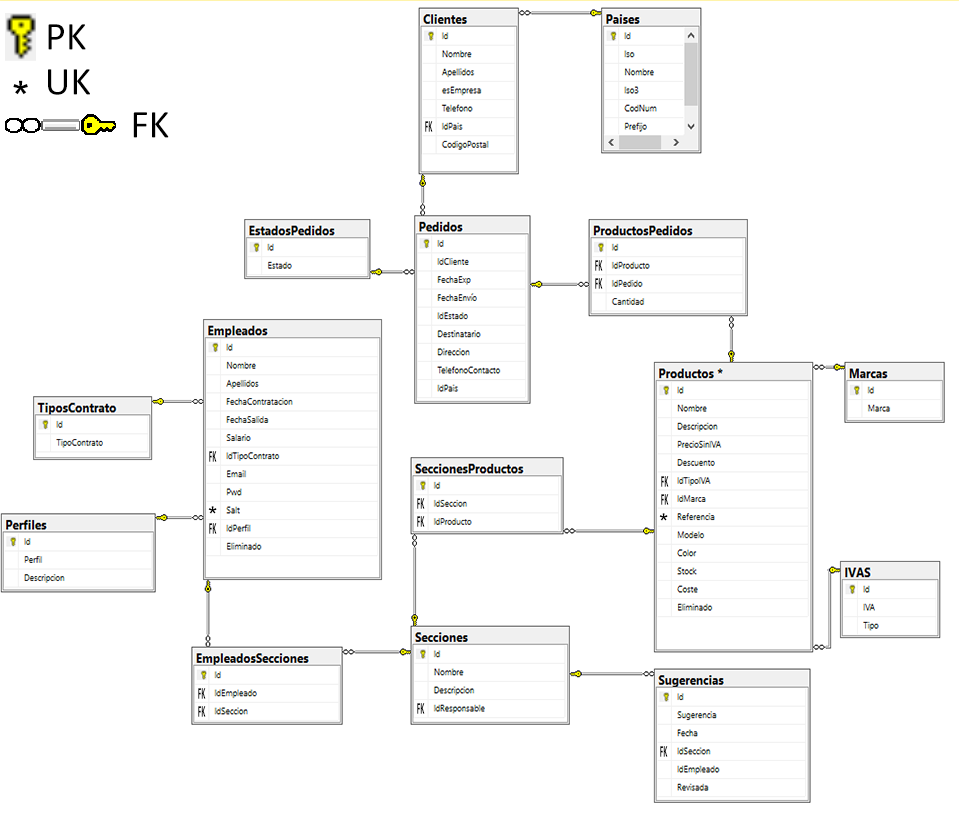 PK
* UK
FK
Clientes
Id
Nombre
Apellidos
esEmpresa
Telefono
FK IdPais
CodigoPostal
Paises
Id
Iso
Nombre
Iso3
CodNum
Prefijo
EstadosPedidos
Id
Estado
Pedidos
Id
IdCliente
FechaExp
FechaEnvío
IdEstado
Destinatario
Direccion
TelefonoContacto
IdPais
ProductosPedidos
Id
FK IdProducto
FK IdPedido
Cantidad
Empleados
Id
Nombre
Apellidos
FechaContratacion
FechaSalida
Salario
FK IdTipoContrato
Email
Pwd
* Salt
FK IdPerfil
Eliminado
TiposContrato
Id
TipoContrato
Perfiles
Id
Perfil
Descripcion
Productos *
Id
Nombre
Descripcion
PrecioSinIVA
Descuento
FK IdTipoIVA
FK IdMarca
* Referencia
Modelo
Color
Stock
Coste
Eliminado
Marcas
Id
Marca
SeccionesProductos
Id
FK IdSeccion
FK IdProducto
IVAS
Id
IVA
Tipo
EmpleadosSecciones
Id
FK IdEmpleado
FK IdSeccion
Secciones
Id
Nombre
Descripcion
FK IdResponsable
Sugerencias
Id
Sugerencia
Fecha
FK IdSeccion
IdEmpleado
Revisada